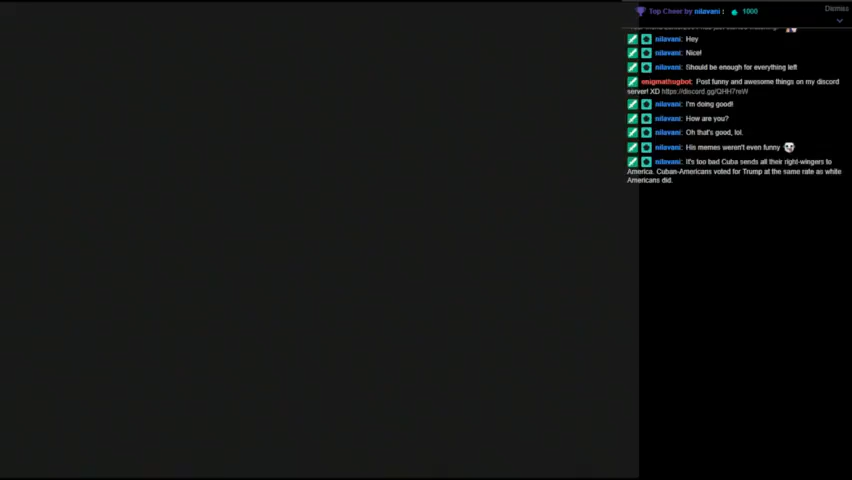 Top Cheer by nilavani : 1000
Dismiss
nilavani: Hey
nilavani: Nice!
nilavani: Should be enough for everything left
enigmathugbot: Post funny and awesome things on my discord
server! XD https://discord.gg/QHH7reW
nilavani: I'm doing good!
nilavani: How are you?
nilavani: Oh that's good, lol.
nilavani: His memes weren't even funny
nilavani: It's too bad Cuba sends all their right-wingers to
America. Cuban-Americans voted for Trump at the same rate as while
Americans did.